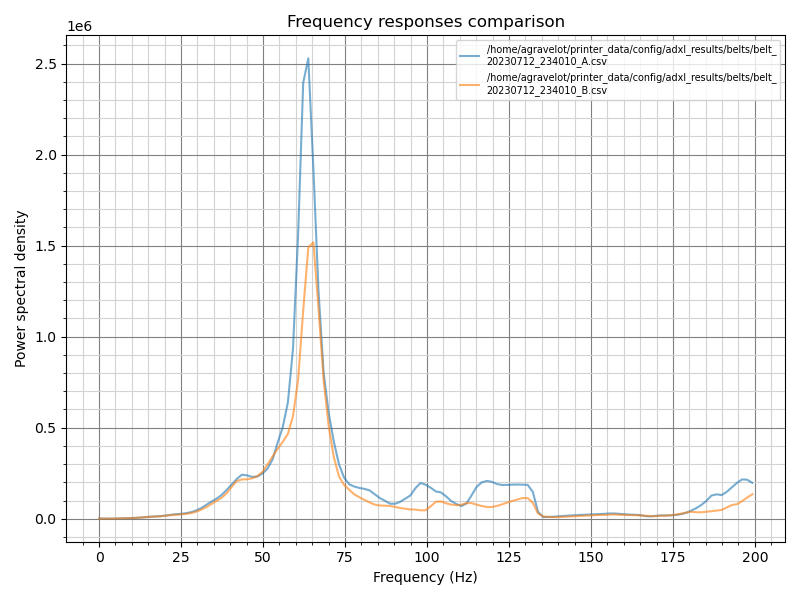 Frequency responses comparison
1e6
/home/agravelot/printer_data/config/adxl_results/belts/belt_
20230712_234010_A.csv
/home/agravelot/printer_data/config/adxl_results/belts/belt_
20230712_234010_B.csv
2.5
2.0
1.5
1.0
0.5
0.0
Power spectral density
0 25 50 75 100 125 150 175 200
Frequency (Hz)